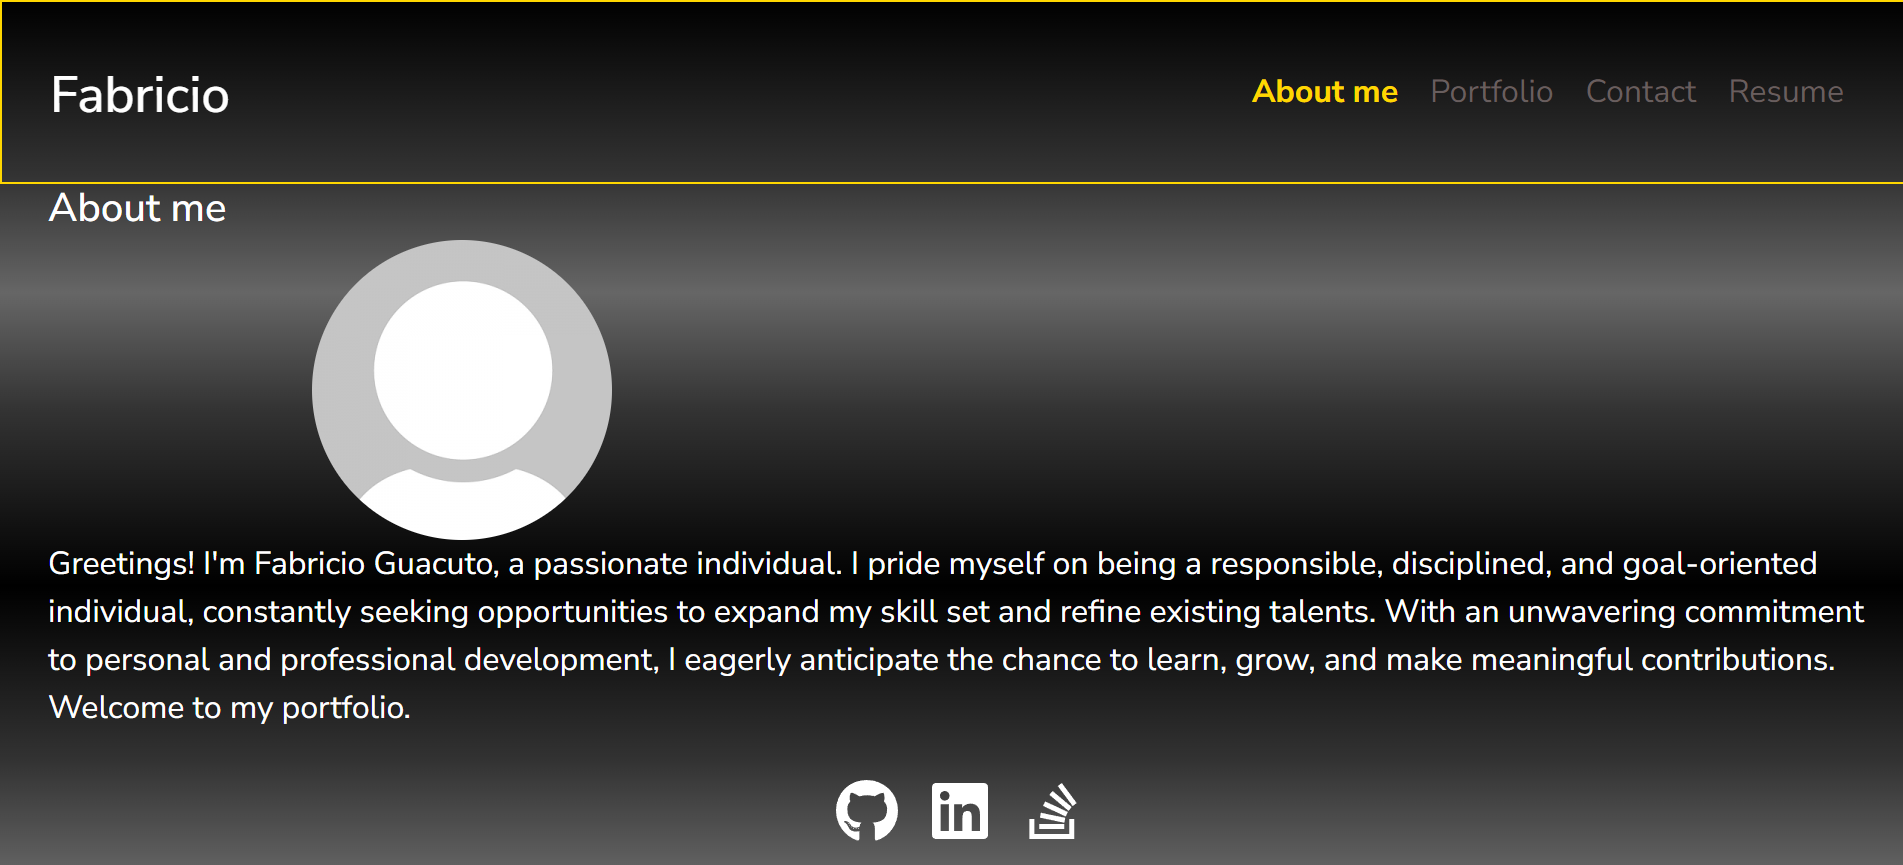 Fabricio
About me Portfolio Contact Resume
About me
Greetings! I'm Fabricio Guacuto, a passionate individual. I pride myself on being a responsible, disciplined, and goal-oriented
individual, constantly seeking opportunities to expand my skill set and refine existing talents. With an unwavering commitment
to personal and professional development, I eagerly anticipate the chance to learn, grow, and make meaningful contributions.
Welcome to my portfolio.
in